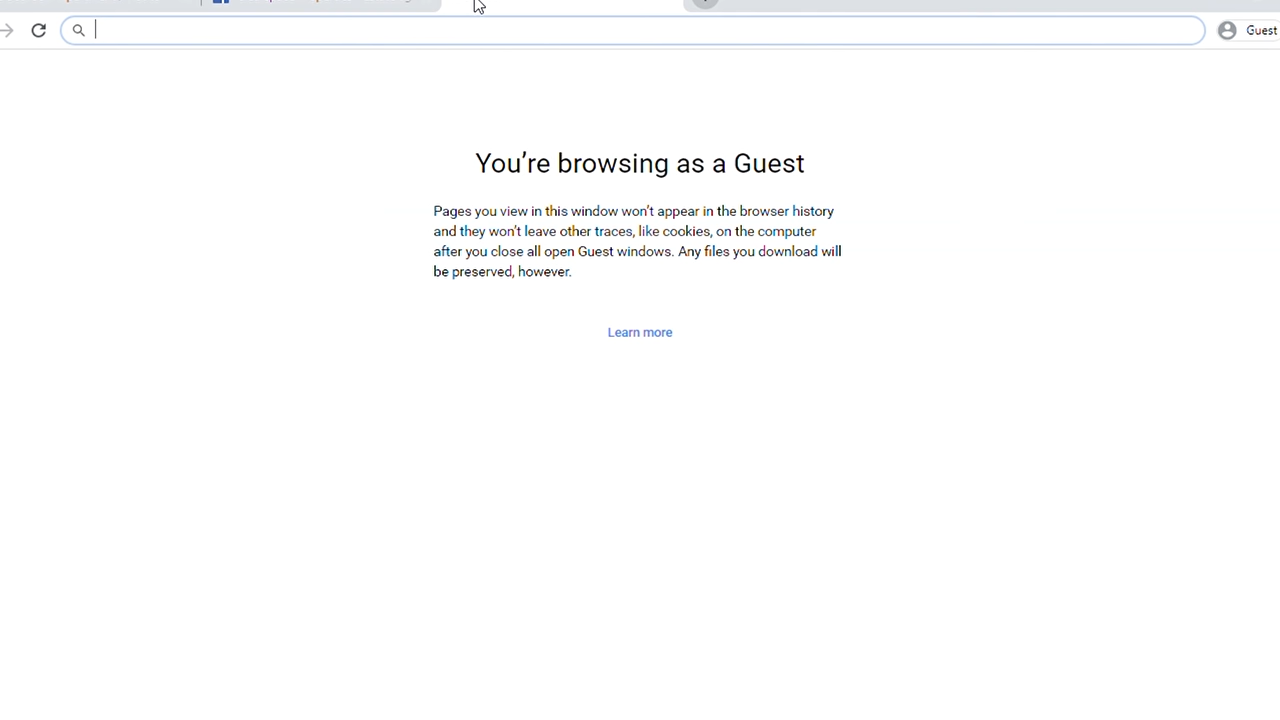 Guest
You’re browsing as a Guest
Pages you view in this window won’t appear in the browser history
and they won’t leave other traces, like cookies, on the computer
after you close all open Guest windows. Any files you download will
be preserved, however.
Learn more